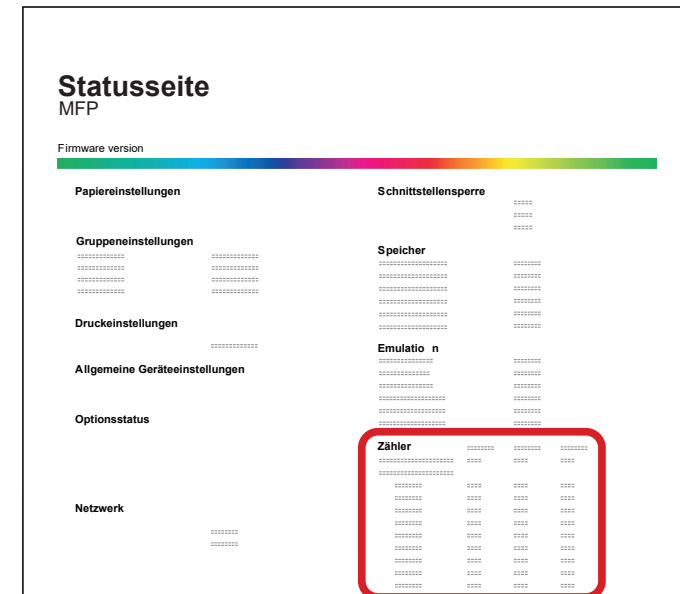 Statusseite
MFP
Firmware version
Papiereinstellungen
Gruppeneinstellungen
Druckeinstellungen
Allgemeine Geräteeinstellungen
Optionsstatus
Netzwerk
Schnittstellensperre
Speicher
Emulatio n
Zähler